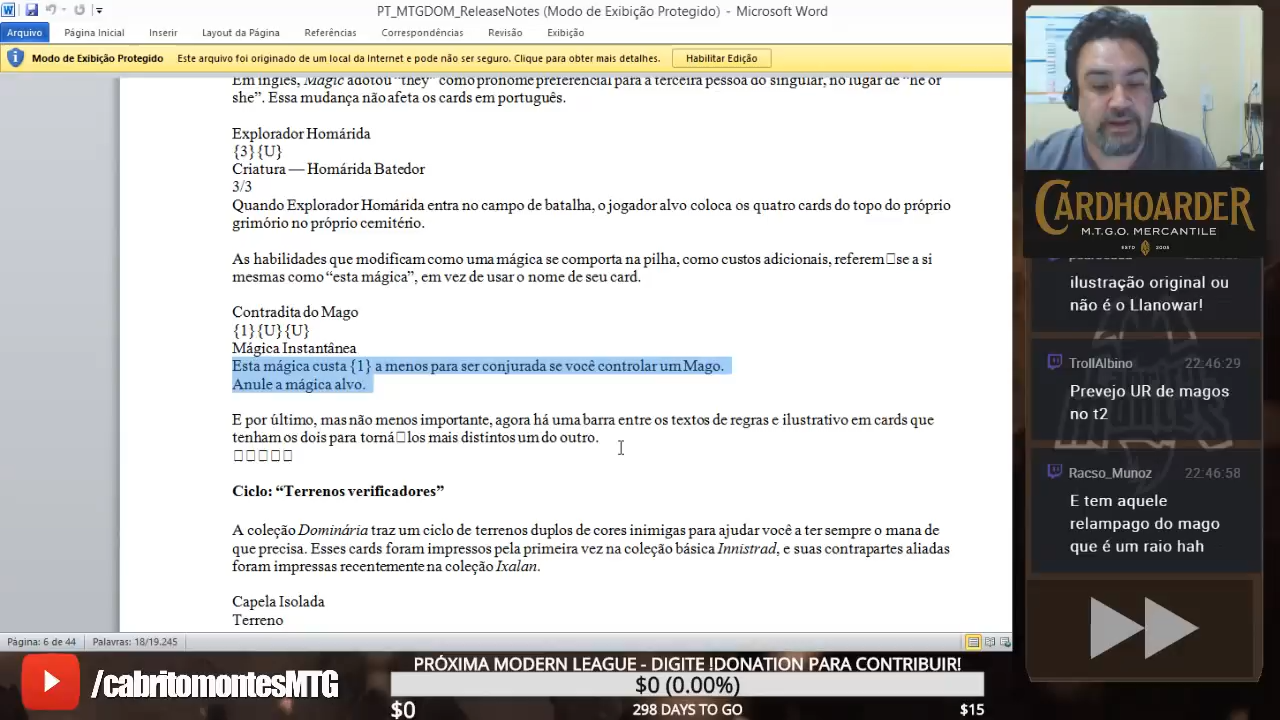 PT_MTGDOM_ReleaseNotes (Modo de Exibição Protegido) - Microsoft Word
Arquivo Página Inicial Inserir Layout da Página Referências Correspondências Revisão Exibição
Modo de Exibição Protegido Este arquivo foi originado de um local da Internet e pode não ser seguro. Clique para obter mais detalhes. Habilitar Edição
Em inglês, Magic adotou "they" como pronome preferencial para a terceira pessoa do singular, no lugar de "he or
she". Essa mudança não afeta os cards em português.
Explorador Homárida
{3}{U}
Criatura — Homárida Batedor
3/3
Quando Explorador Homárida entra no campo de batalha, o jogador alvo coloca os quatro cards do topo do próprio
grimório no próprio cemitério.
As habilidades que modificam como uma mágica se comporta na pilha, como custos adicionais, referem□se a si
mesmas como "esta mágica", em vez de usar o nome de seu card.
Contradita do Mago
{1}{U}{U}
Mágica Instantânea
Esta mágica custa {1} a menos para ser conjurada se você controlar um Mago.
Anule a mágica alvo.
E por último, mas não menos importante, agora há uma barra entre os textos de regras e ilustrativo em cards que
tenham os dois para torná□los mais distintos um do outro.
□□□□□
Ciclo: "Terrenos verificadores"
A coleção Dominária traz um ciclo de terrenos duplos de cores inimigas para ajudar você a ter sempre o mana de
que precisa. Esses cards foram impressos pela primeira vez na coleção básica Innistrad, e suas contrapartes aliadas
foram impressas recentemente na coleção Ixalan.
Capela Isolada
Terreno
Página: 6 de 44 Palavras: 18/19.245
CARDHOARDER
M.T.G.O. MERCANTILE
ESTD 2005
ilustração original ou
não é o Llanowar!
TrollAlbino 22:46:29
Prevejo UR de magos
no t2
Racso_Munoz 22:46:58
E tem aquele
relampago do mago
que é um raio hah
/cabritomontesMTG
PRÓXIMA MODERN LEAGUE - DIGITE !DONATION PARA CONTRIBUIR!
$0 (0.00%)
$0 298 DAYS TO GO $15